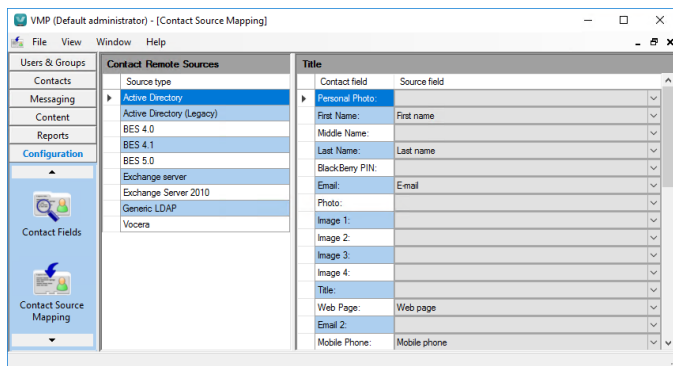 VMP (Default administrator) - [Contact Source Mapping]
File View Window Help
Users & Groups
Contacts
Messaging
Content
Reports
Configuration
Contact Fields
Contact Source
Mapping
Contact Remote Sources
Source type
Active Directory
Active Directory (Legacy)
BES 4.0
BES 4.1
BES 5.0
Exchange server
Exchange Server 2010
Generic LDAP
Vocera
Title
Contact field Source field
Personal Photo:
First Name: First name
Middle Name:
Last Name: Last name
BlackBerry PIN:
Email: E-mail
Photo:
Image 1:
Image 2:
Image 3:
Image 4:
Title:
Web Page: Web page
Email 2:
Mobile Phone: Mobile phone